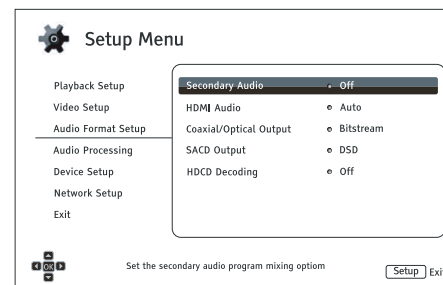 Setup Menu
Playback Setup
Video Setup
Audio Format Setup
Audio Processing
Device Setup
Network Setup
Exit
Secondary Audio Off
HDMI Audio Auto
Coaxial/Optical Output Bitstream
SACD Output DSD
HDCD Decoding Off
OK
Set the secondary audio program mixing optiom
Setup Exi